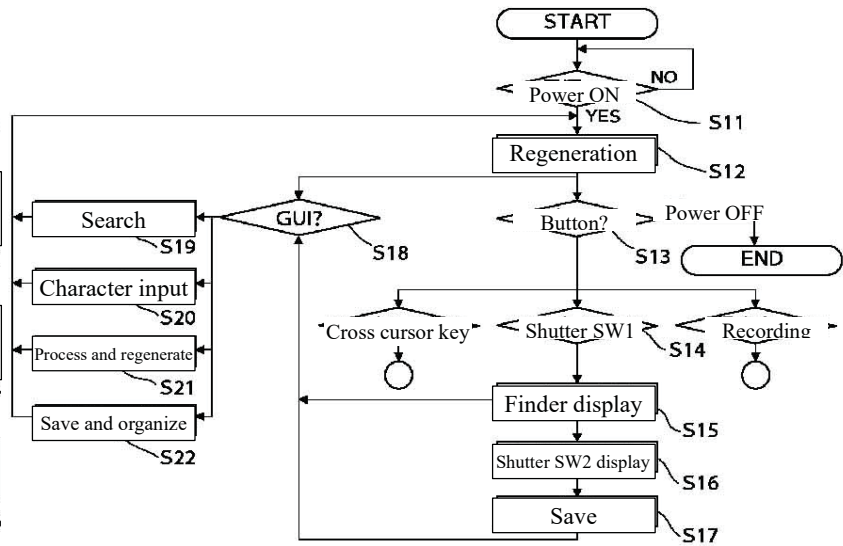 START
NO
Power ON
YES
S11
Regeneration
S12
GUI?
S18
Button?
S13
Power OFF
END
Search
S19
Character input
S20
Process and regenerate
S21
Save and organize
S22
Cross cursor key
Shutter SW1
S14
Recording
Finder display
S15
Shutter SW2 display
S16
Save
S17